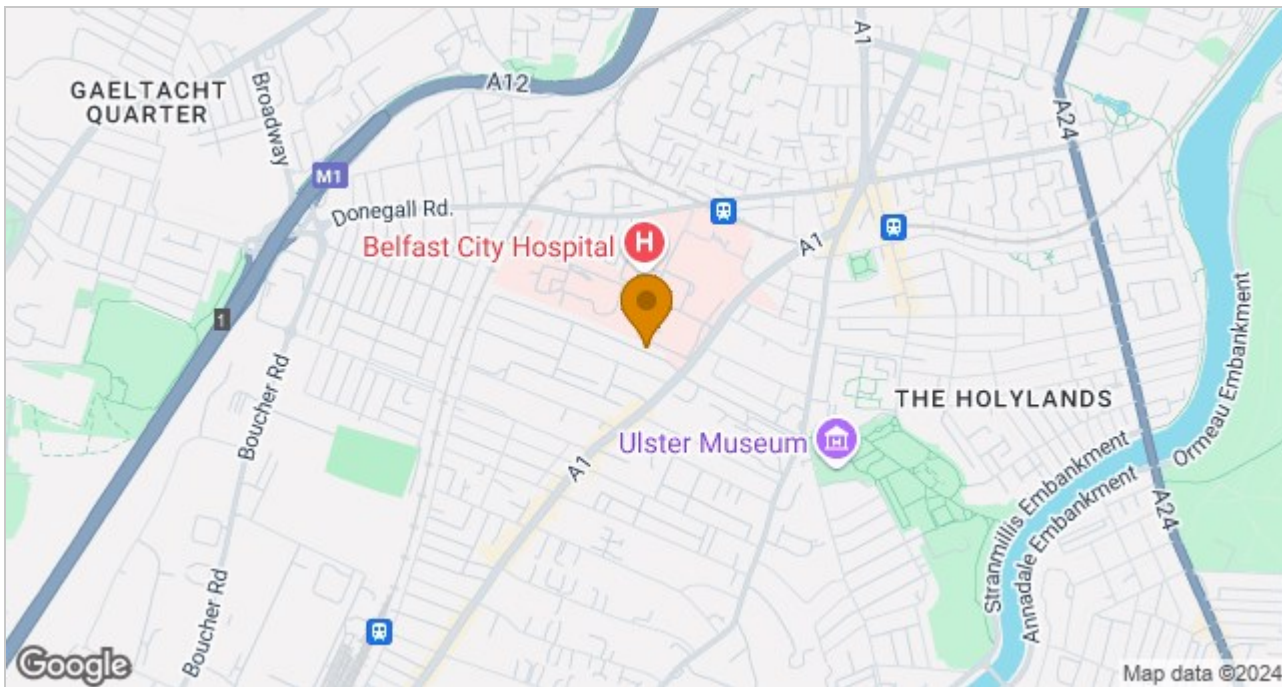 GAELTACHT
QUARTER
Broadway
A12
A1
A24
M1
Donegall Rd.
Belfast City Hospital
H
A1
1
Boucher Rd
THE HOLYLANDS
Ulster Museum
A1
Ormeau Embankment
Stranmillis Embankment
Annadale Embankment
A24
Boucher Rd
Google
Map data ©2024